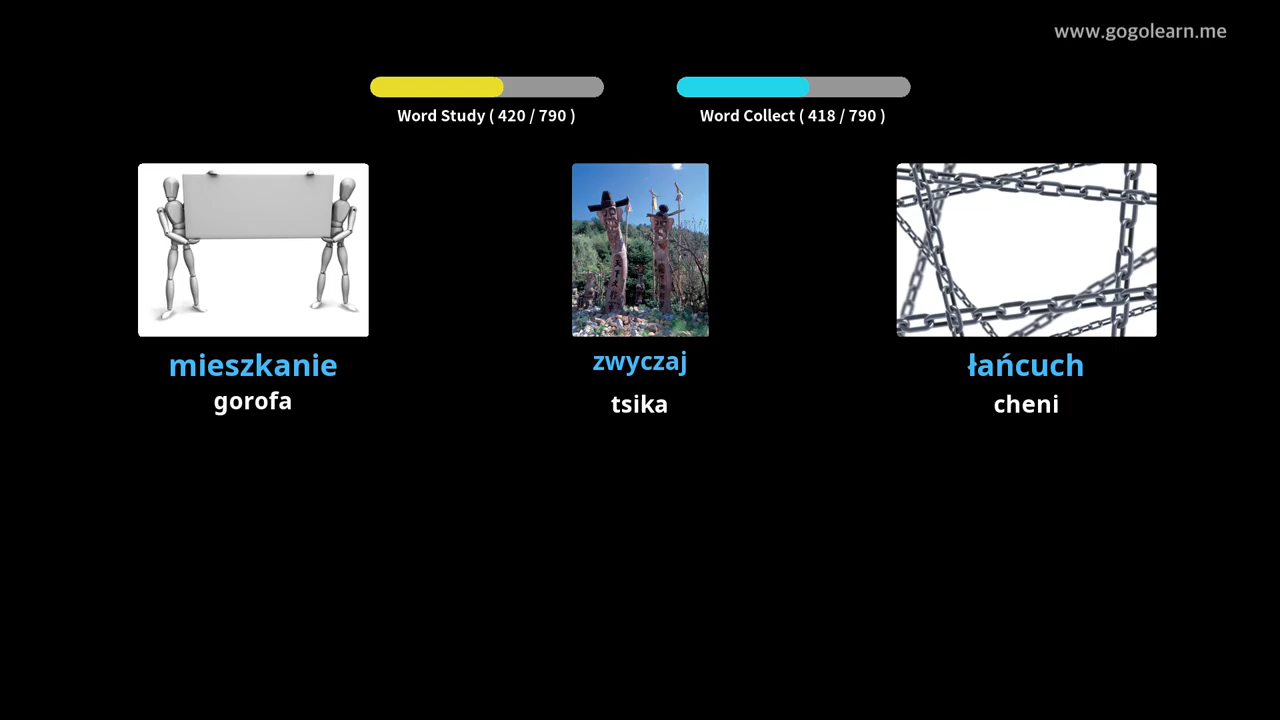 www.gogolearn.me
Word Study ( 420 / 790 )
Word Collect ( 418 / 790 )
mieszkanie
gorofa
zwyczaj
tsika
łańcuch
cheni